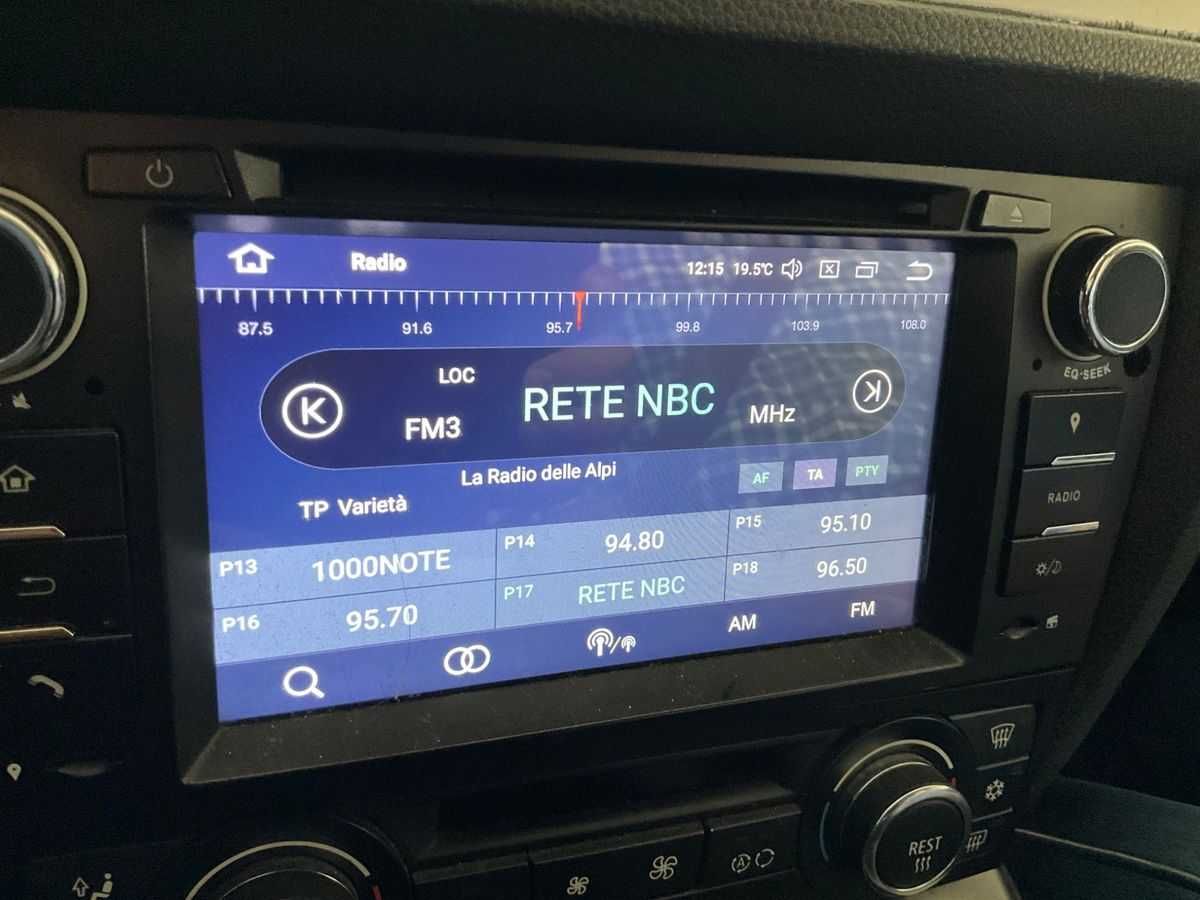 Radio 12:15 19.5℃
87.5 91.6 95.7 99.8 103.9 108.0
LOC
FM3 RETE NBC MHz
EQ·SEEK
La Radio delle Alpi
TP Varietà AF TA PTY
RADIO
P13 1000NOTE P14 94.80 P15 95.10
P16 95.70 P17 RETE NBC P18 96.50
AM FM
REST
A